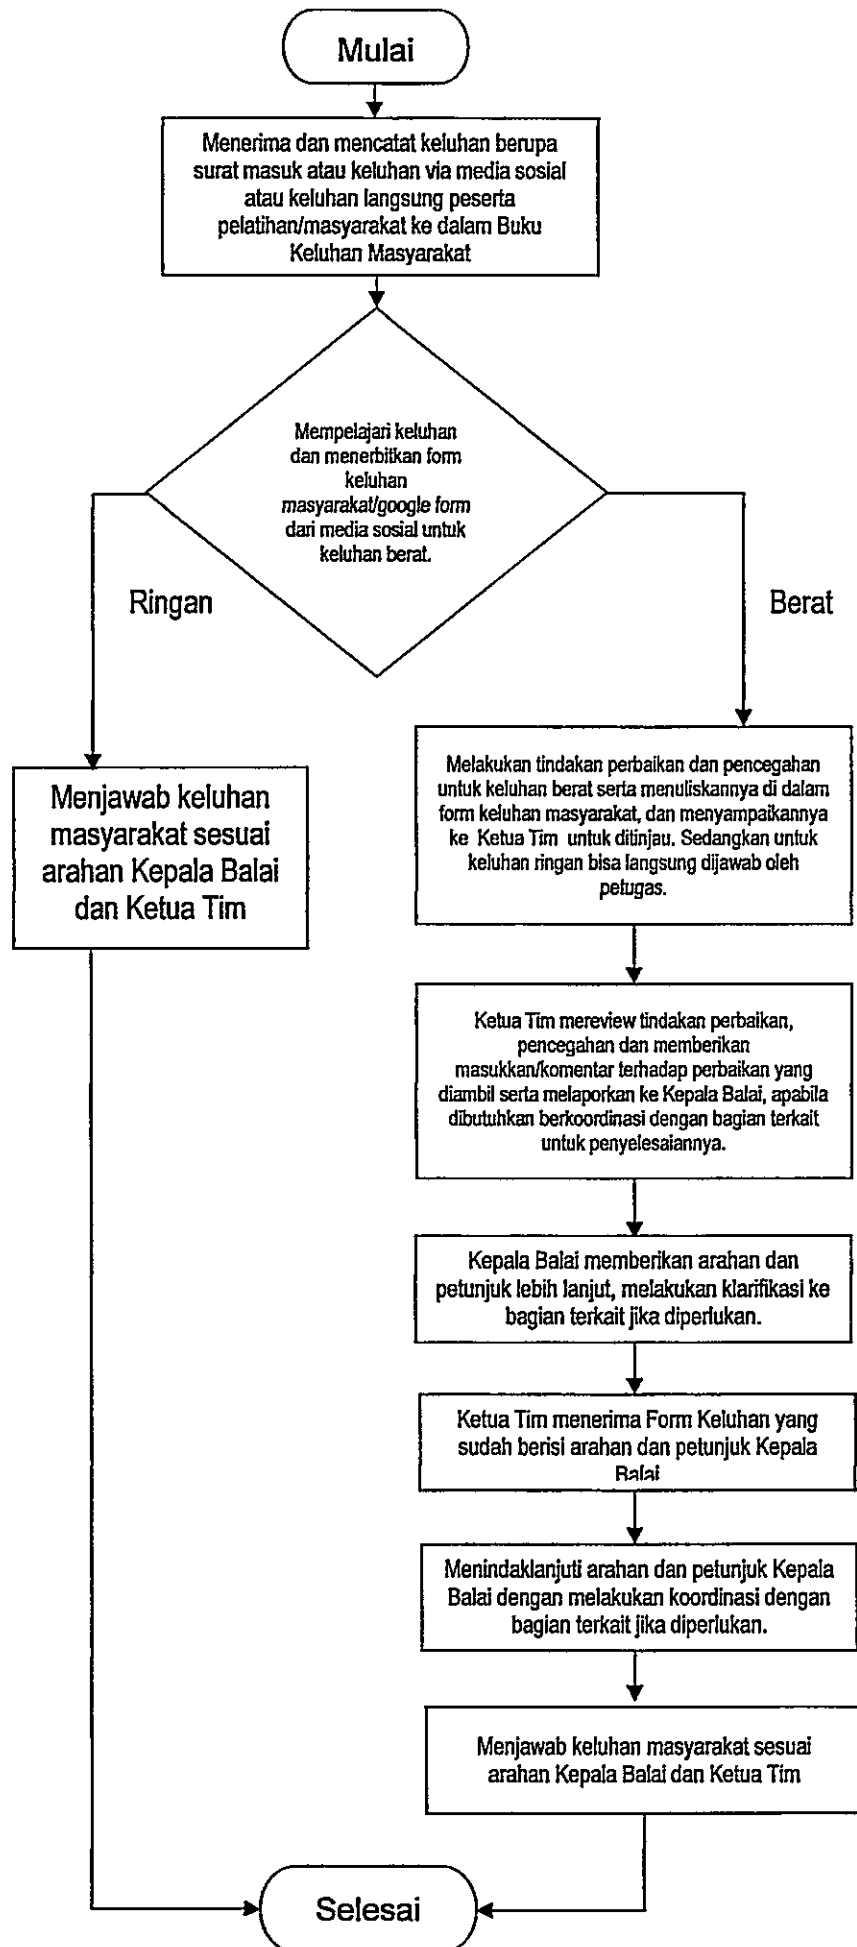 Mulai
Menerima dan mencatat keluhan berupa
surat masuk atau keluhan via media sosial
atau keluhan langsung peserta
pelatihan/masyarakat ke dalam Buku
Keluhan Masyarakat
Mempelajari keluhan
dan menerbitkan form
keluhan
masyarakat/google form
dari media sosial untuk
keluhan berat.
Ringan
Berat
Menjawab keluhan
masyarakat sesuai
arahan Kepala Balai
dan Ketua Tim
Melakukan tindakan perbaikan dan pencegahan
untuk keluhan berat serta menuliskannya di dalam
form keluhan masyarakat, dan menyampaikannya
ke Ketua Tim untuk ditinjau. Sedangkan untuk
keluhan ringan bisa langsung dijawab oleh
petugas.
Ketua Tim mereview tindakan perbaikan,
pencegahan dan memberikan
masukkan/komentar terhadap perbaikan yang
diambil serta melaporkan ke Kepala Balai, apabila
dibutuhkan berkoordinasi dengan bagian terkait
untuk penyelesaiannya.
Kepala Balai memberikan arahan dan
petunjuk lebih lanjut, melakukan klarifikasi ke
bagian terkait jika diperlukan.
Ketua Tim menerima Form Keluhan yang
sudah berisi arahan dan petunjuk Kepala
Balai
Menindaklanjuti arahan dan petunjuk Kepala
Balai dengan melakukan koordinasi dengan
bagian terkait jika diperlukan.
Menjawab keluhan masyarakat sesuai
arahan Kepala Balai dan Ketua Tim
Selesai